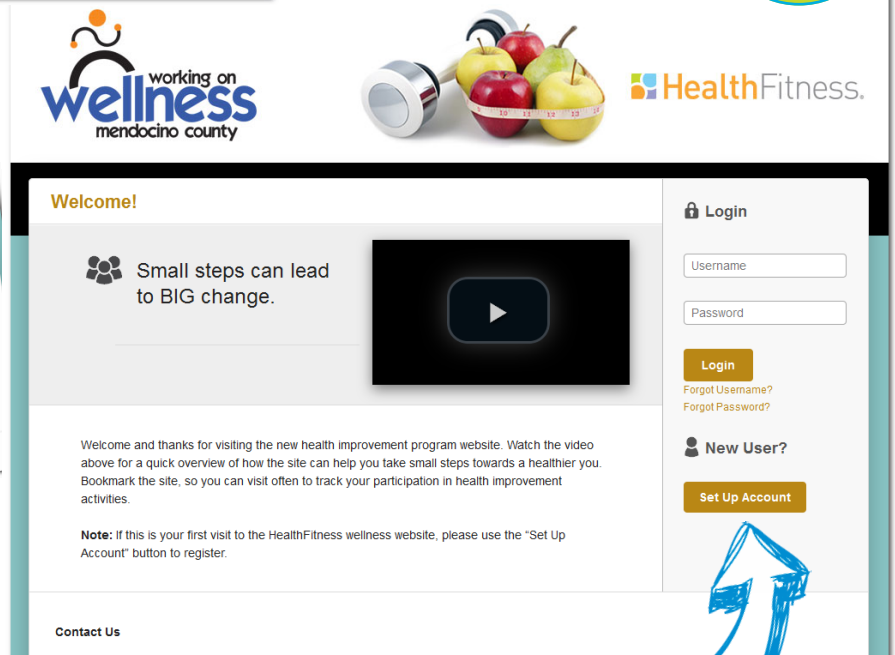 working on
wellness
mendocino county
HealthFitness.
Welcome!
Small steps can lead
to BIG change.
Welcome and thanks for visiting the new health improvement program website. Watch the video
above for a quick overview of how the site can help you take small steps towards a healthier you.
Bookmark the site, so you can visit often to track your participation in health improvement
activities.
Note: If this is your first visit to the HealthFitness wellness website, please use the “Set Up
Account” button to register.
Contact Us
Login
Username
Password
Login
Forgot Username?
Forgot Password?
New User?
Set Up Account